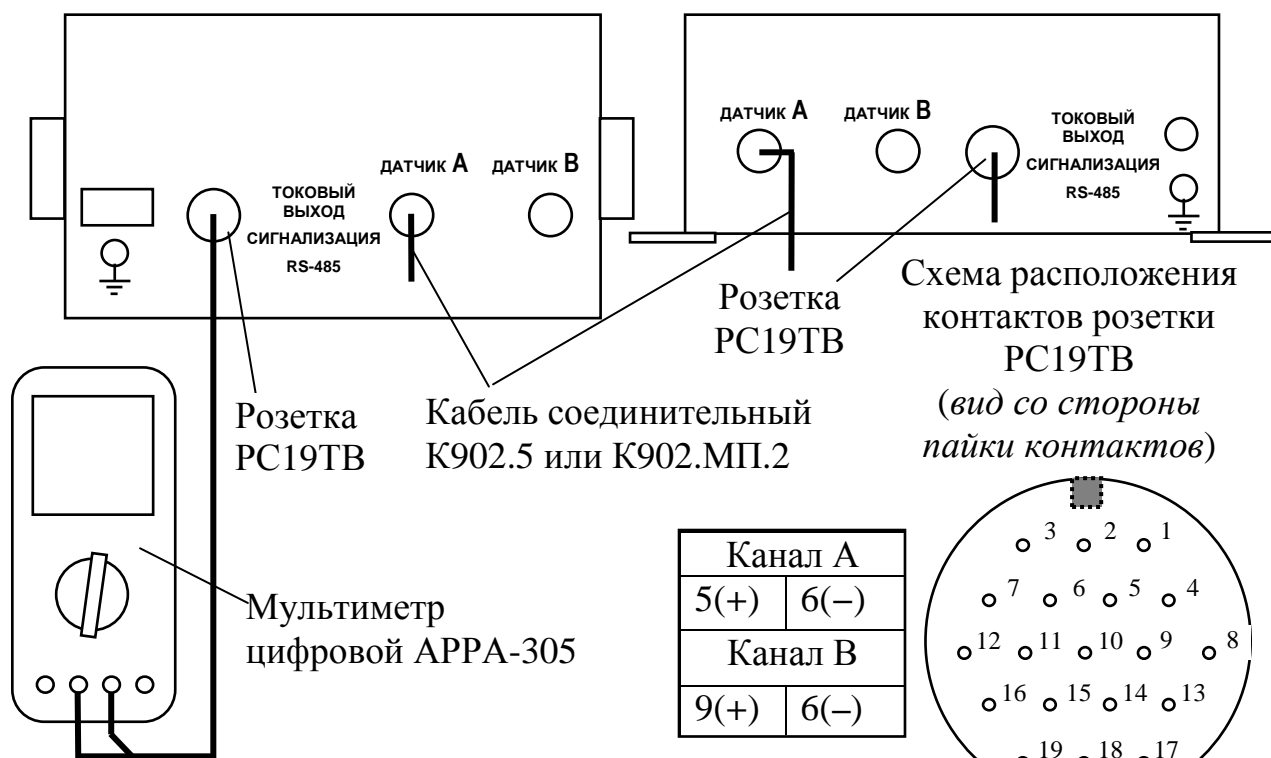 ДАТЧИК А
ДАТЧИК В
ТОКОВЫЙ
ВЫХОД
СИГНАЛИЗАЦИЯ
RS-485
ДАТЧИК А
ДАТЧИК В
ТОКОВЫЙ
ВЫХОД
СИГНАЛИЗАЦИЯ
RS-485
Розетка
РС19ТВ
Кабель соединительный
К902.5 или К902.МП.2
Розетка
РС19ТВ
Схема расположения
контактов розетки
РС19ТВ
(вид со стороны
пайки контактов)
Мультиметр
цифровой АРРА-305
Канал А
5(+) 6(–)
Канал В
9(+) 6(–)
3 2 1
7 6 5 4
12 11 10 9 8
16 15 14 13
19 18 17